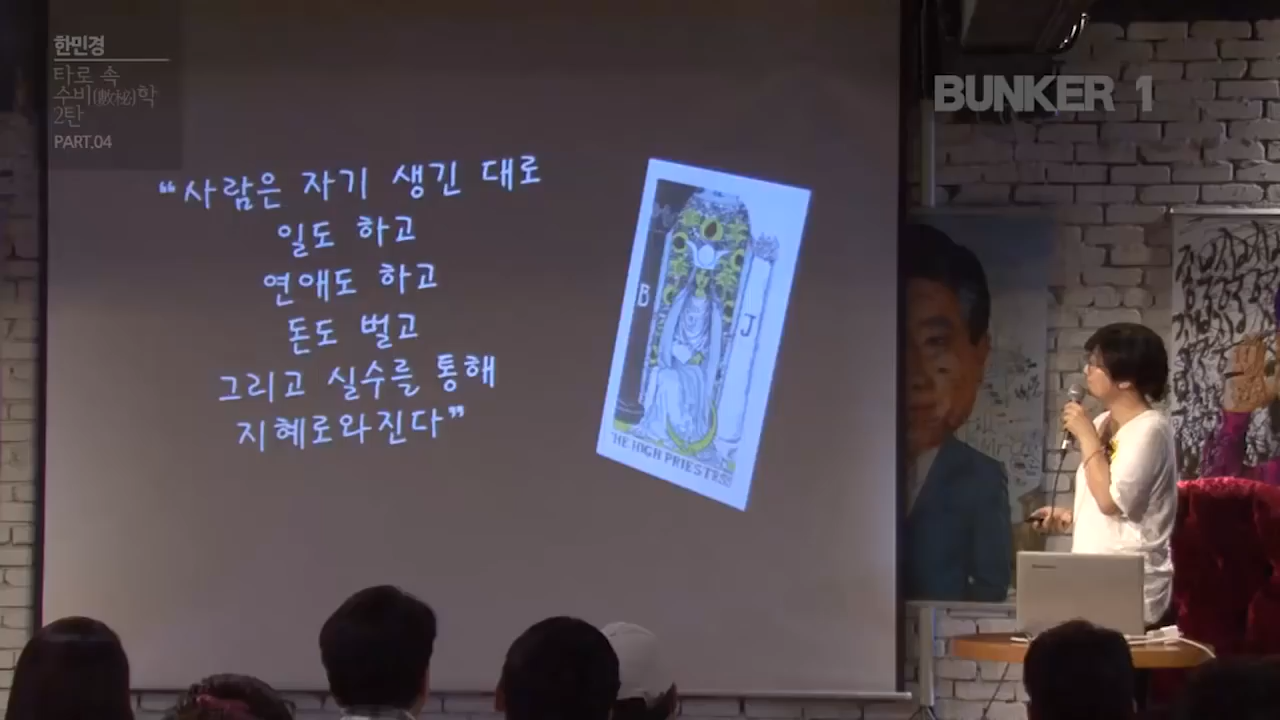 한민경
타로 속
수비(數秘)학
2탄
PART.04
BUNKER 1
“사람은 자기 생긴 대로
일도 하고
연애도 하고
돈도 벌고
그리고 실수를 통해
지혜로와진다”
B
J
THE HIGH PRIESTESS